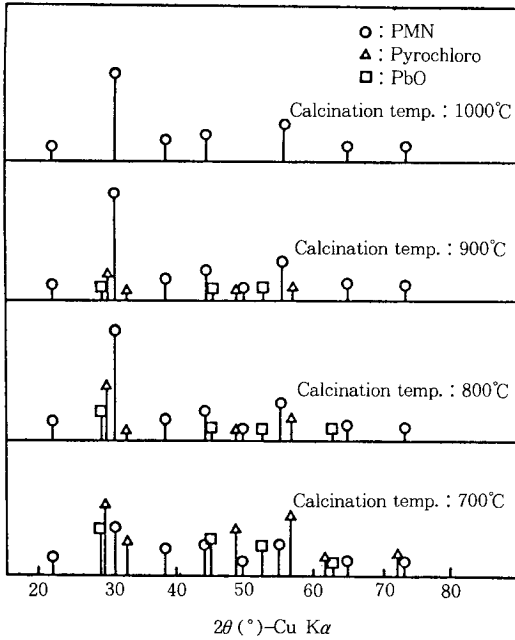 ○ : PMN
△ : Pyrochloro
□ : PbO
Calcination temp. : 1000℃
Calcination temp. : 900℃
Calcination temp. : 800℃
Calcination temp. : 700℃
20 30 40 50 60 70 80
2θ (°)-Cu Kα